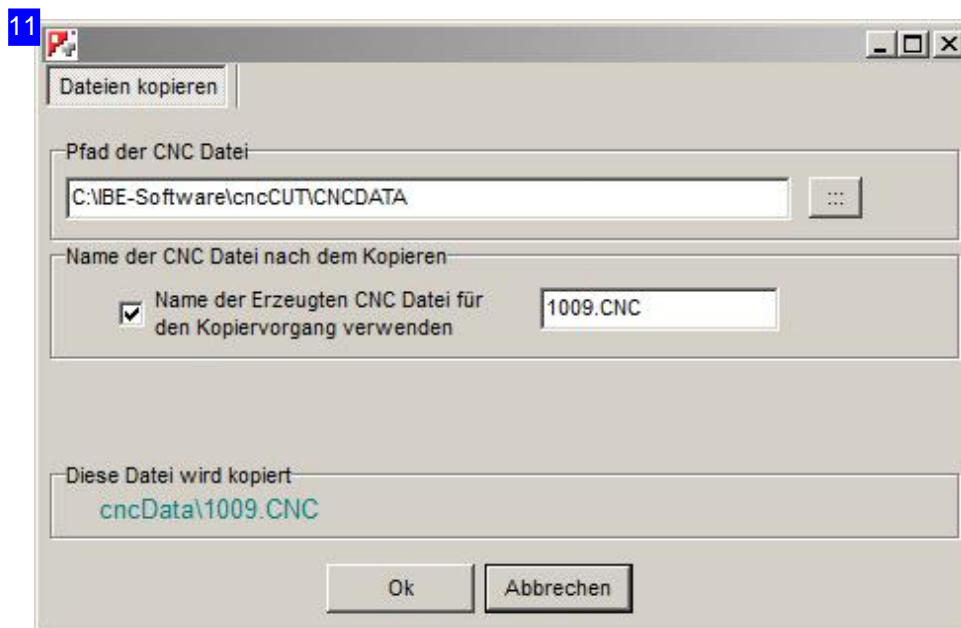 11
Dateien kopieren
Pfad der CNC Datei
C:\IBE-Software\cncCUT\CNCDATA
:::
Name der CNC Datei nach dem Kopieren
Name der Erzeugten CNC Datei für
den Kopiervorgang verwenden
1009.CNC
Diese Datei wird kopiert
cncData\1009.CNC
Ok Abbrechen